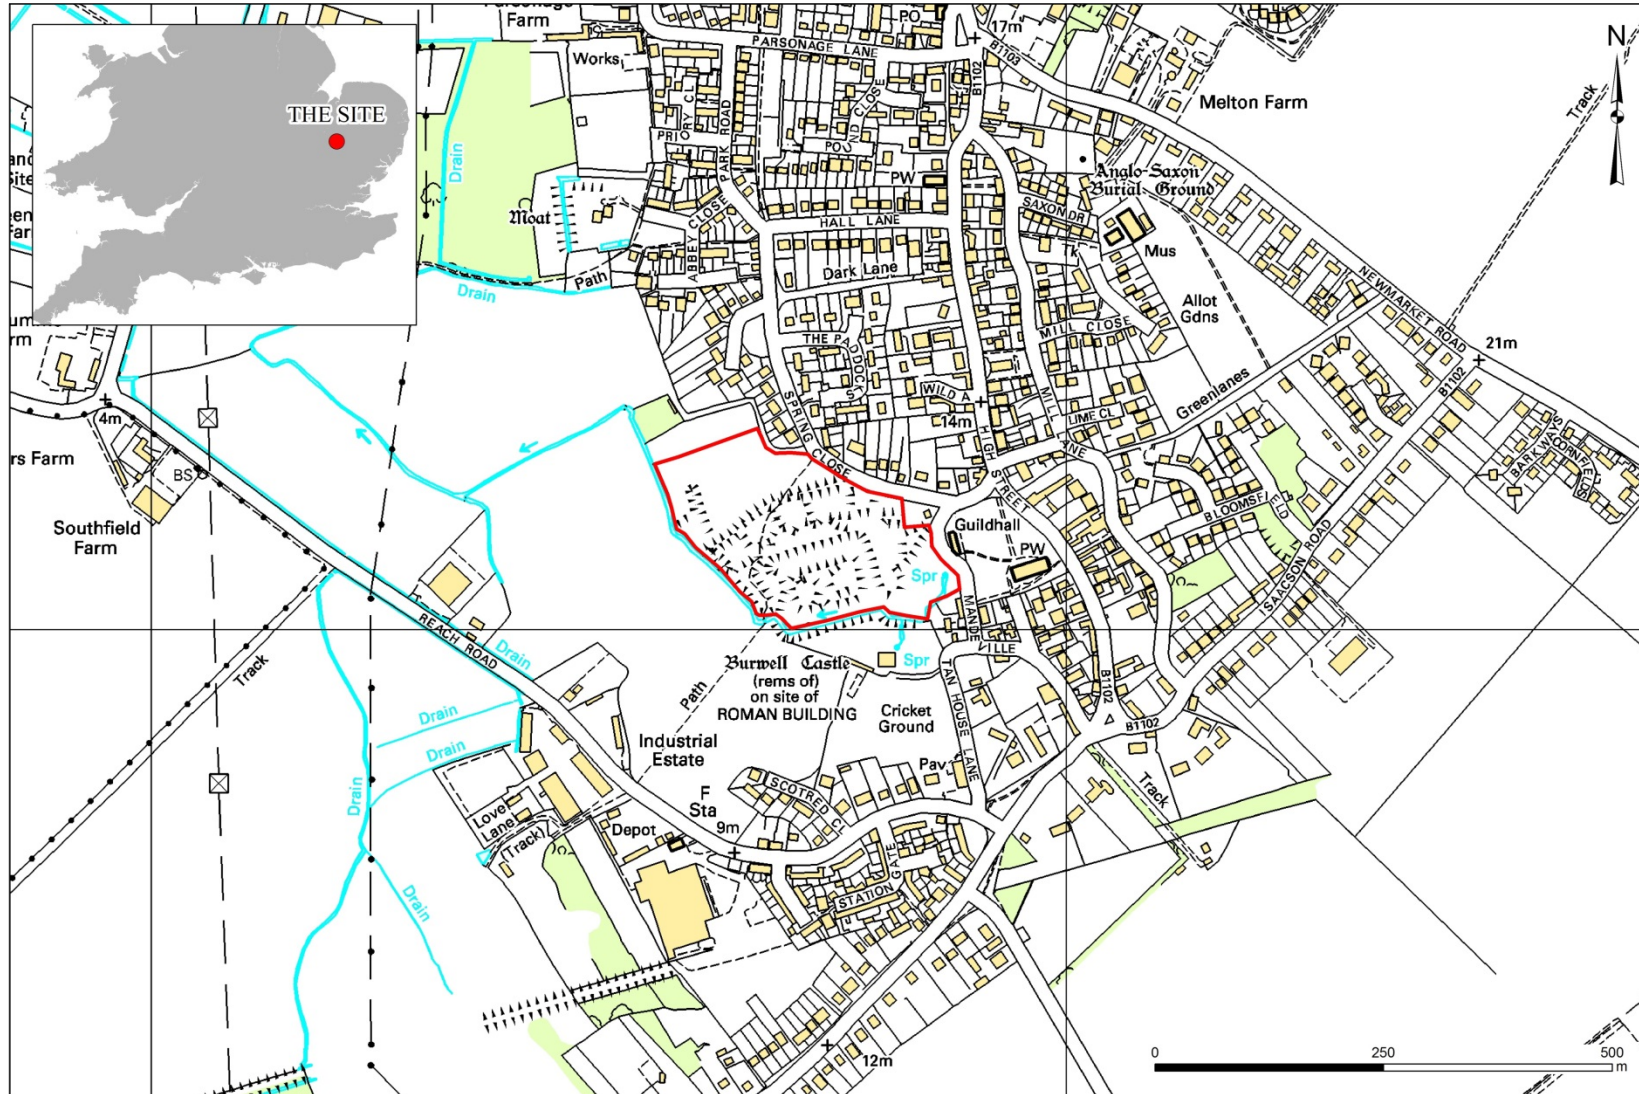 Farm
PO
17m
PARSONAGE LANE
B1103
B1102
N
Works
THE SITE
Melton Farm
Track
PRIORY CL
PARK ROAD
POUND CLOSE
Drain
PW
Anglo-Saxon
Burial Ground
Moat
SAXON DR
HALL LANE
ABBEY CLOSE
Tk
Mus
Dark Lane
Path
Drain
NEWMARKET ROAD
Allot
Gdns
MILL CLOSE
THE PADDOCKS
21m
B1102
WILD A
Greenlanes
4m
SPRING CLOSE
14m
HIGH STREET
MILL LANE
LIME CL
BARKWAYS
CORNFIELDS
rs Farm
BS
BLOOMSFIELD
Southfield
Farm
Guildhall
PW
ISAACSON ROAD
Spr
MANDEVILLE
REACH ROAD
Drain
Spr
Track
Burwell Castle
(rems of)
on site of
ROMAN BUILDING
Path
TAN HOUSE LANE
B1102
B1102
Cricket
Ground
Drain
Drain
Industrial
Estate
Pav
Track
Drain
SCOTRED CL
F
Sta
9m
Love
Lane
(Track)
Depot
STATION GATE
Drain
12m
0
250
500
m